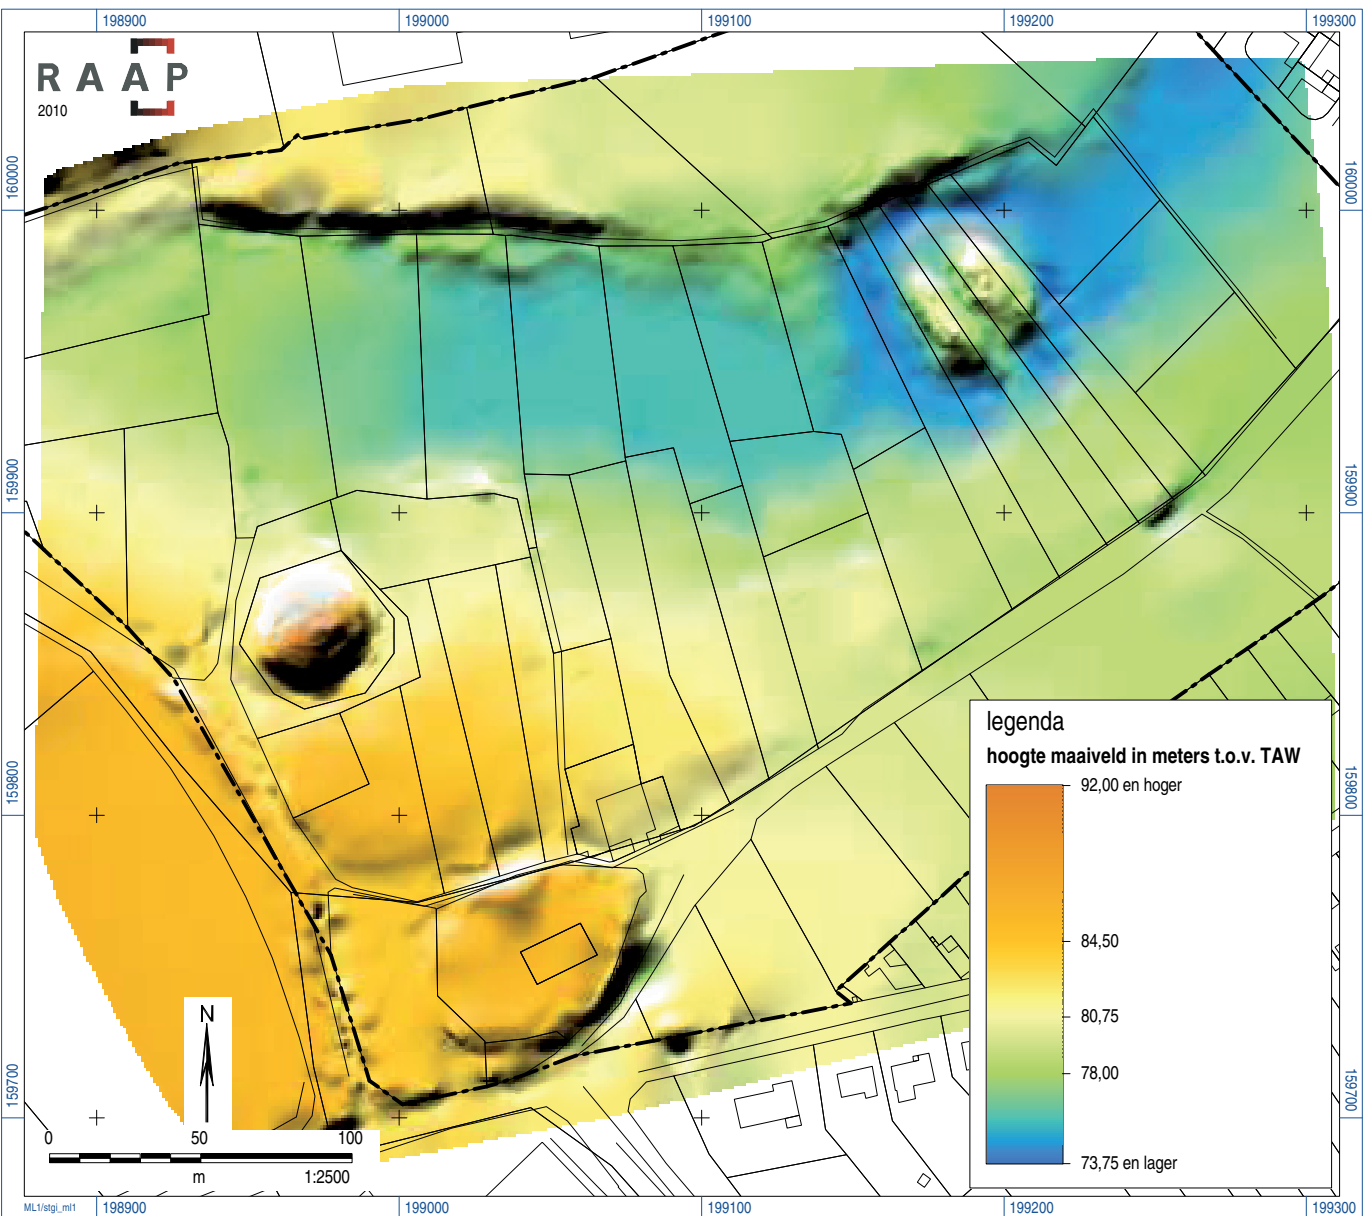 198900 199000 199100 199200 199300
RAAP
2010
160000 160000
159900 159900
159800 159800
159700 159700
legenda
hoogte maaiveld in meters t.o.v. TAW
92,00 en hoger
84,50
80,75
78,00
73,75 en lager
N
0 50 100
m 1:2500
ML1/stgi_ml1
198900 199000 199100 199200 199300